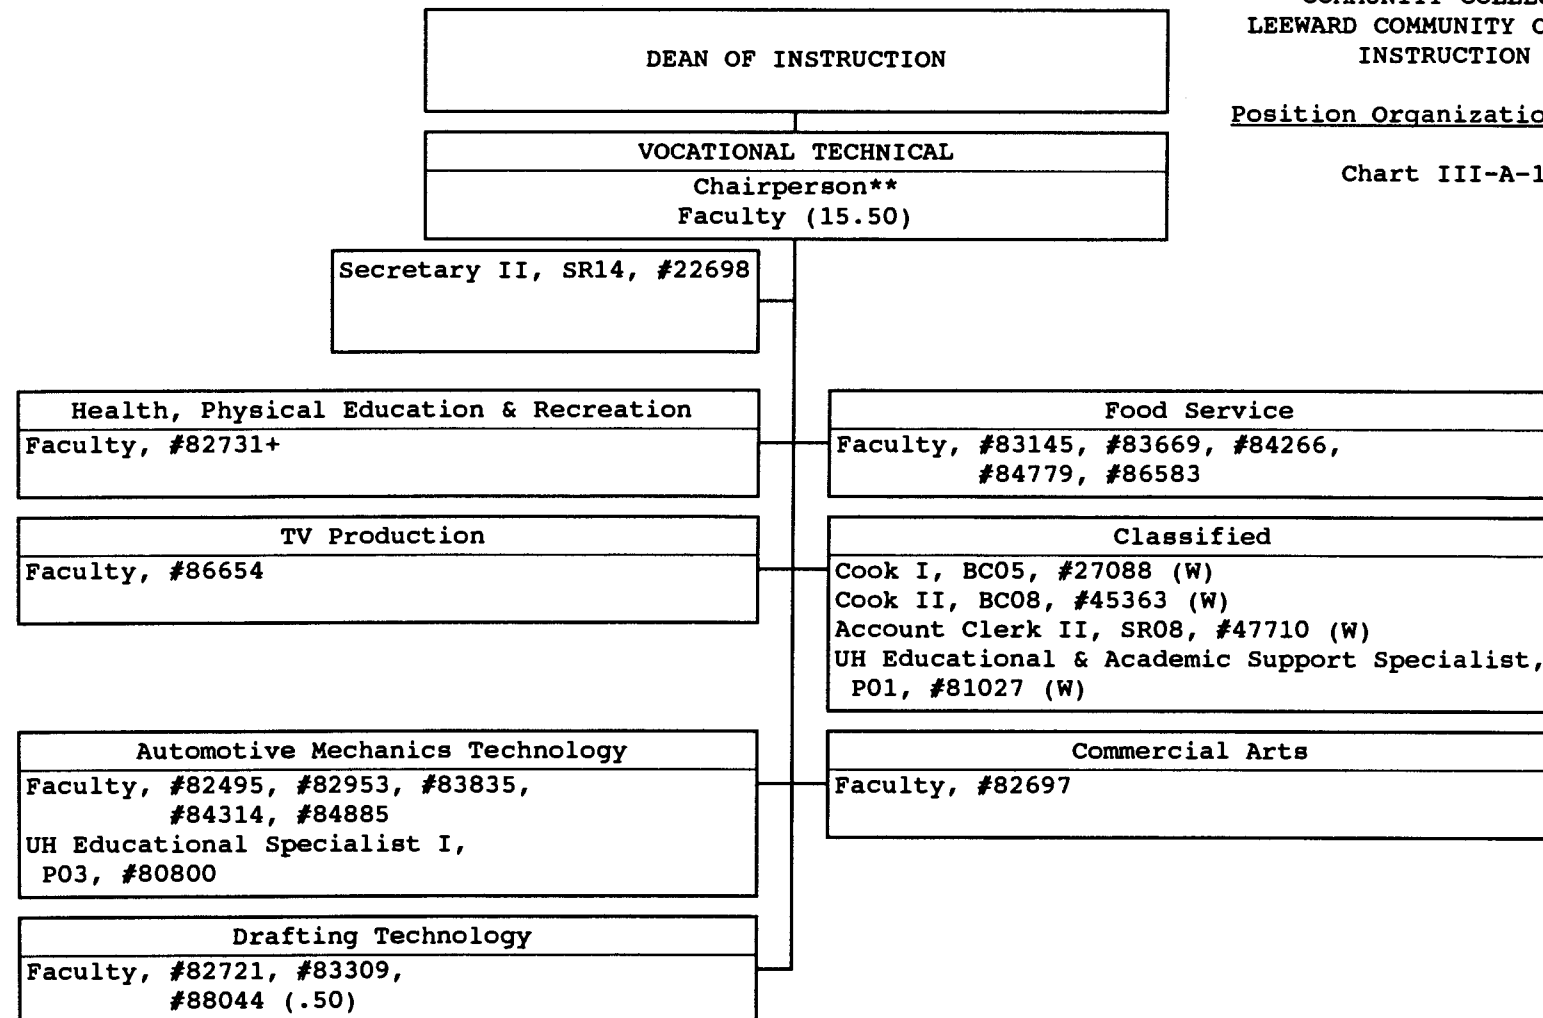 COMMUNITY
LEEWARD COMMUNITY
INSTRUCTION
Position
Chart III-A-1
DEAN OF INSTRUCTION
VOCATIONAL TECHNICAL
Chairperson**
Faculty (15.50)
Secretary II, SR14, #22698
Health, Physical Education & Recreation
Faculty, #82731+
Food Service
Faculty, #83145, #83669, #84266,
#84779, #86583
TV Production
Faculty, #86654
Classified
Cook I, BC05, #27088 (W)
Cook II, BC08, #45363 (W)
Account Clerk II, SR08, #47710 (W)
UH Educational & Academic Support Specialist,
P01, #81027 (W)
Automotive Mechanics Technology
Faculty, #82495, #82953, #83835,
#84314, #84885
UH Educational Specialist I,
P03, #80800
Commercial Arts
Faculty, #82697
Drafting Technology
Faculty, #82721, #83309,
#88044 (.50)